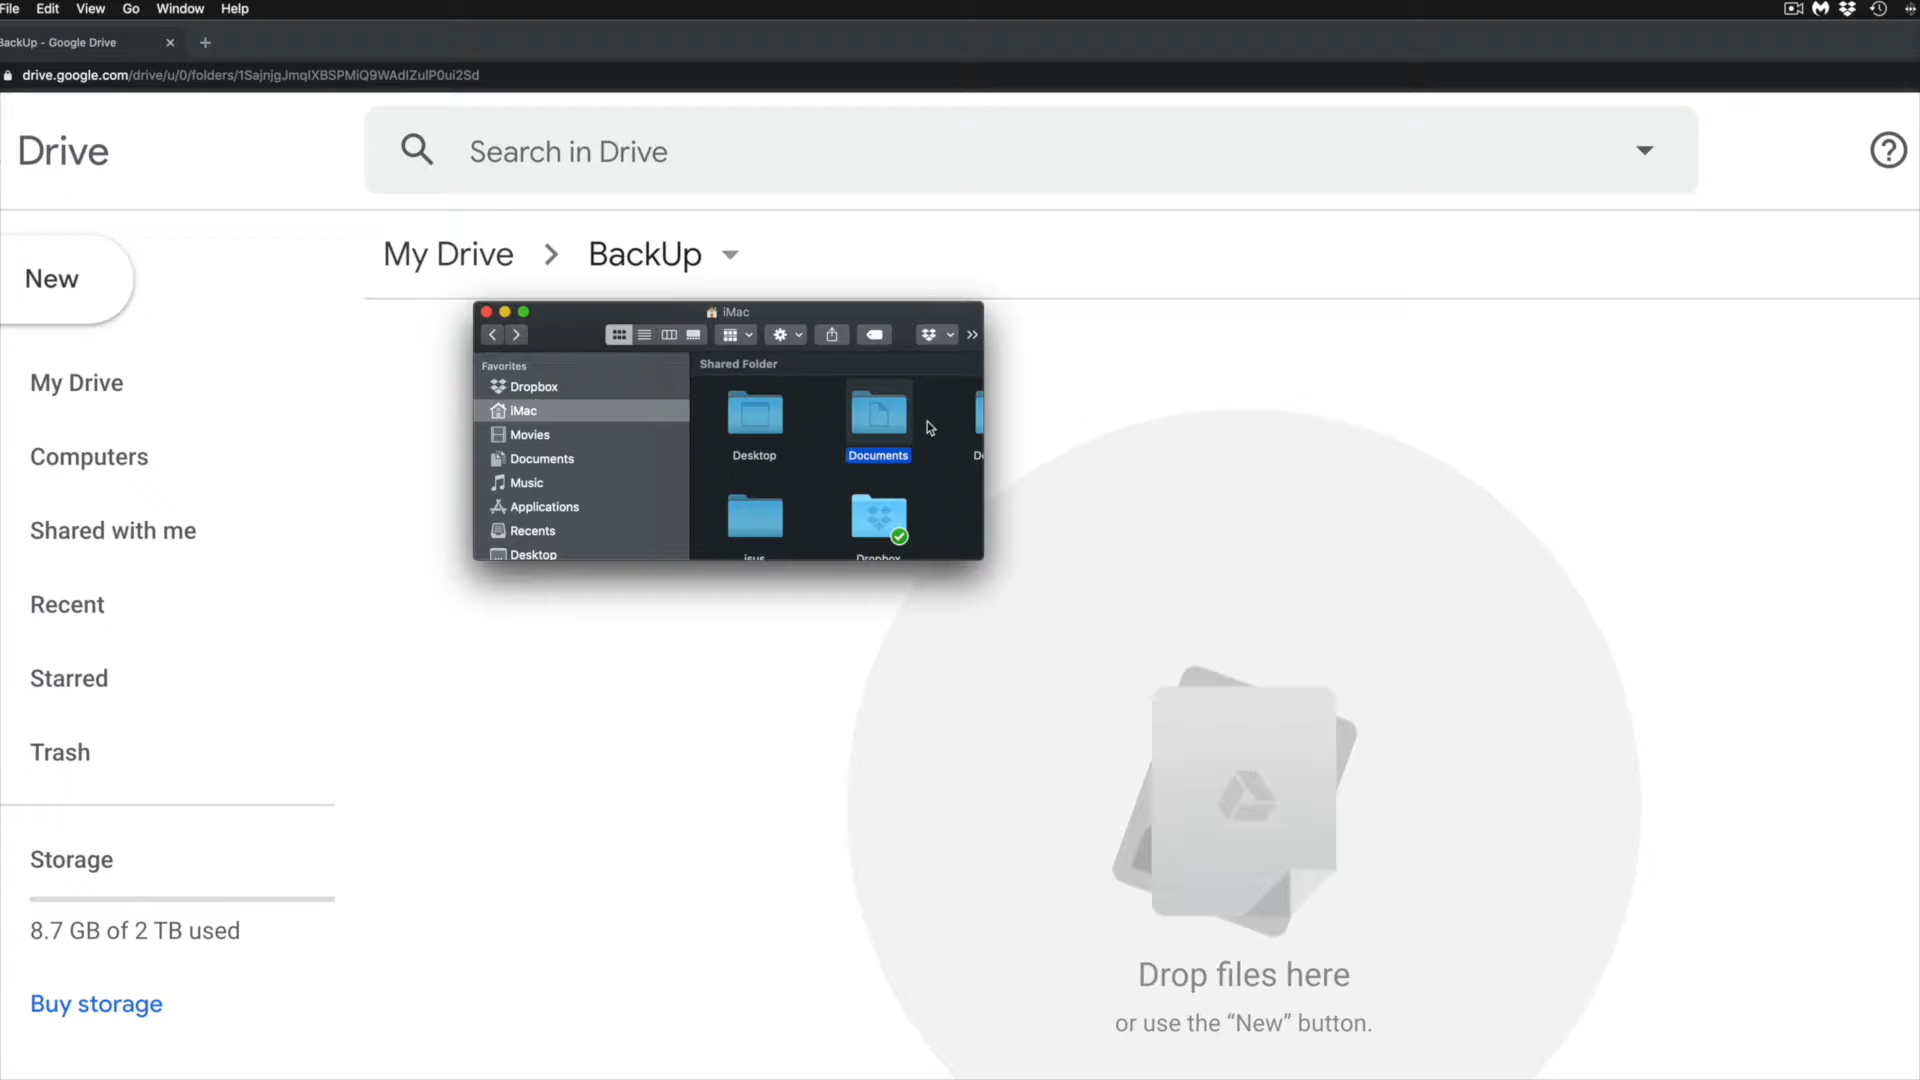 File Edit View Go Window Help
BackUp - Google Drive
drive.google.com/drive/u/0/folders/1SajnjgJmqIXBSPMiQ9WAdIZulP0ui2Sd
Drive
Search in Drive
New
My Drive > BackUp
iMac
Favorites
Dropbox
iMac
Movies
Documents
Music
Applications
Recents
Desktop
Shared Folder
Desktop
Documents
Dropbox
My Drive
Computers
Shared with me
Recent
Starred
Trash
Storage
8.7 GB of 2 TB used
Buy storage
Drop files here
or use the “New” button.